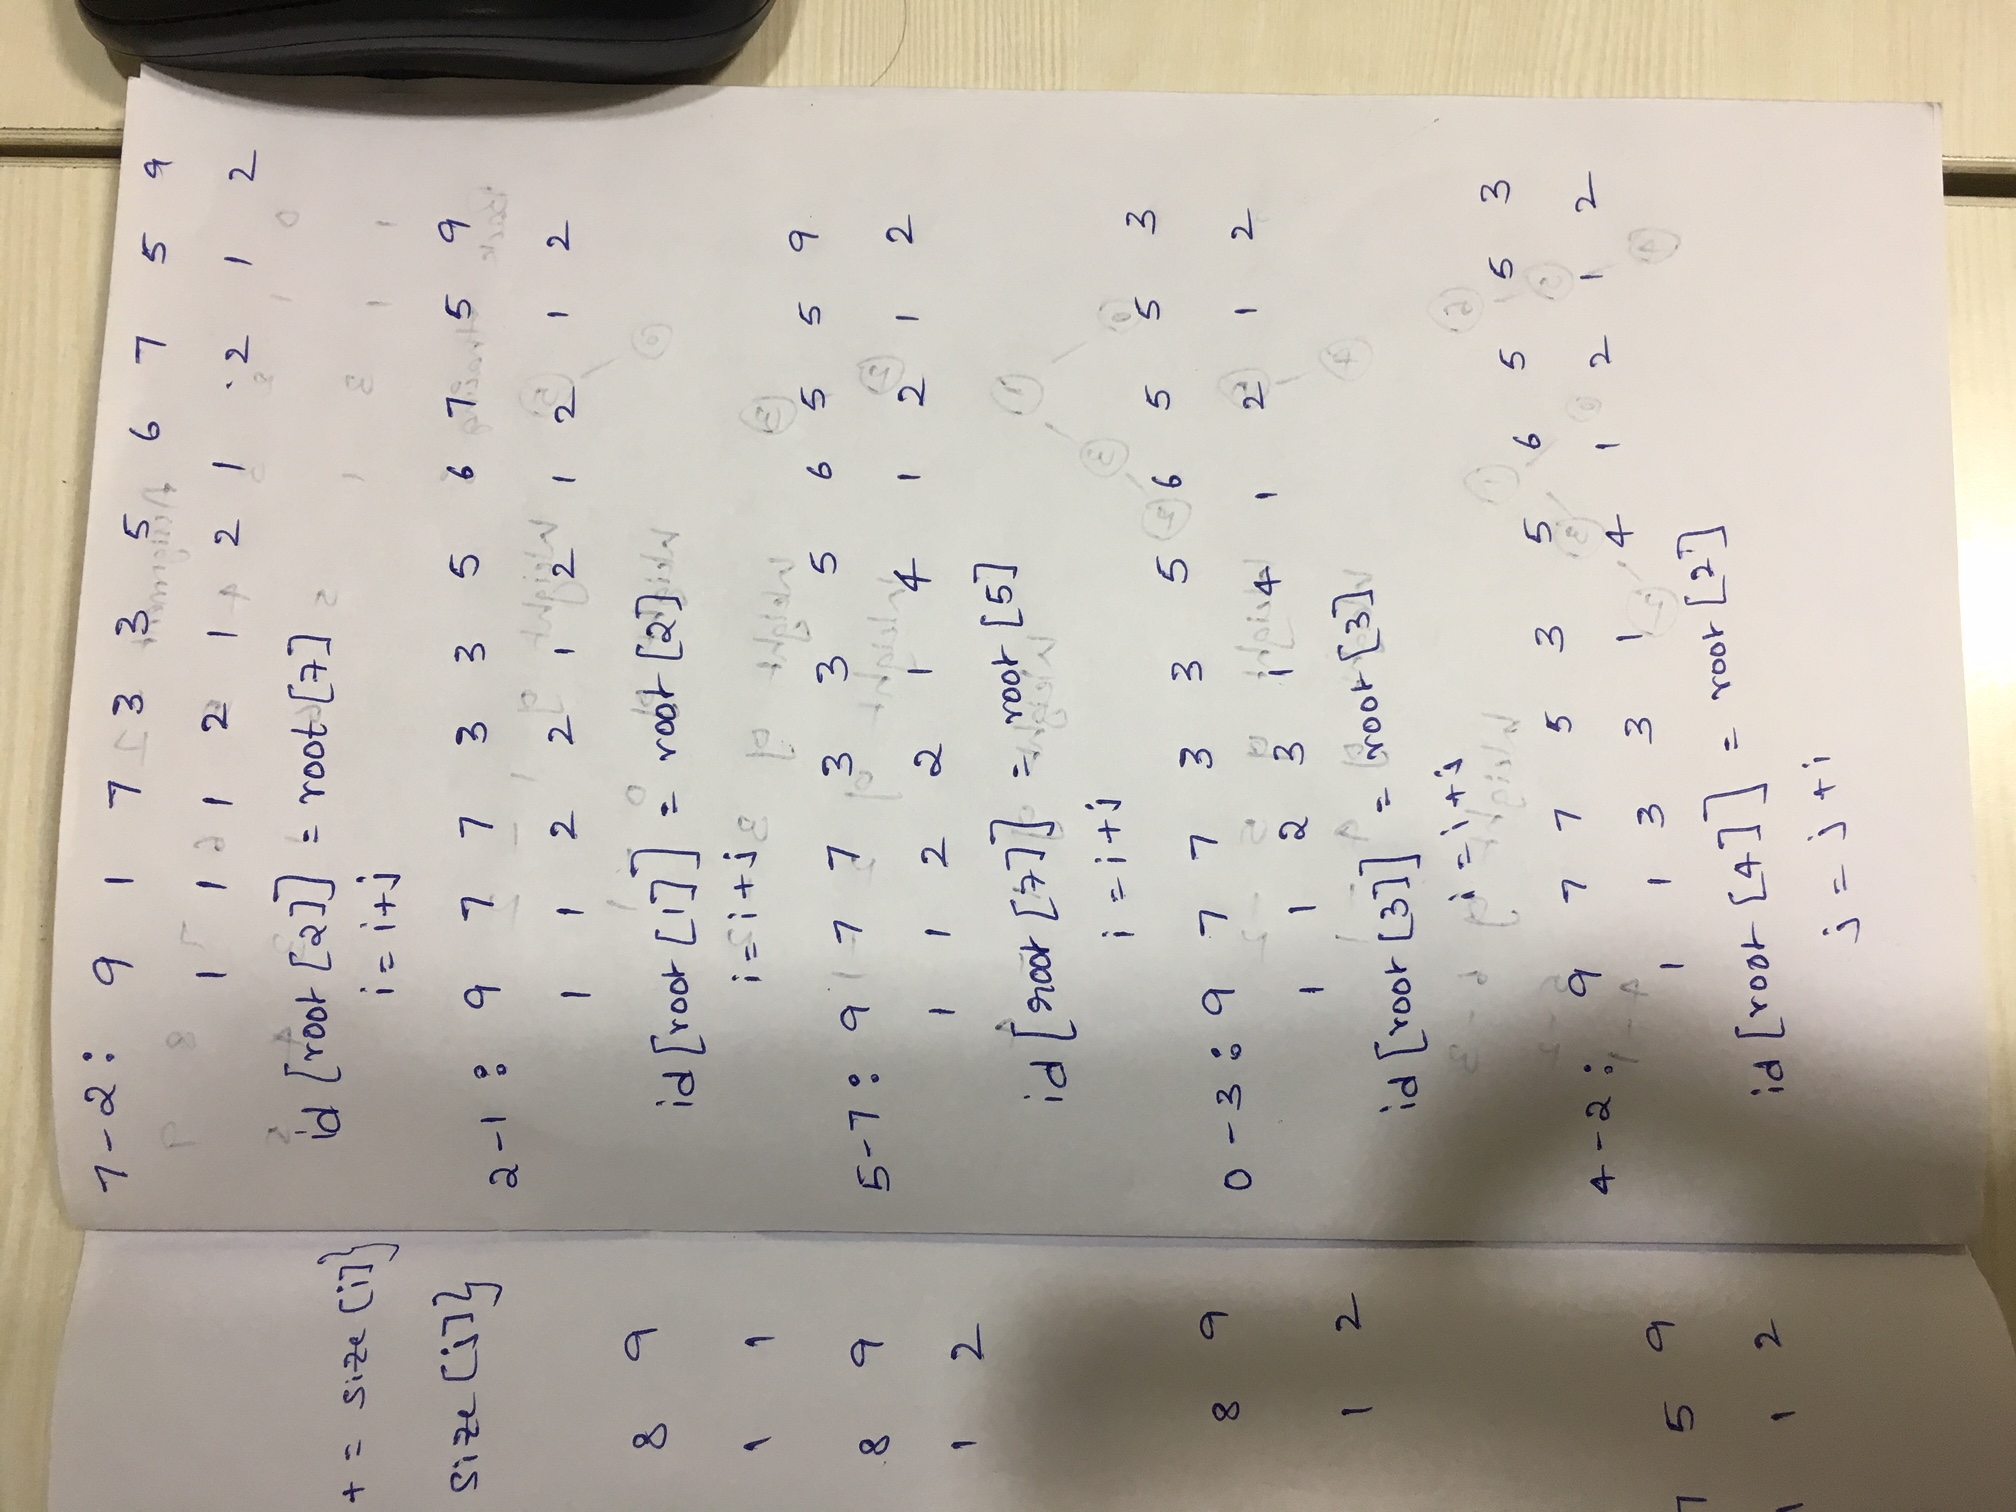 + = size [i]}
size [j]}
8 9
1 1
8 9
1 2
8 9
1 2
7 5 9
1 1 2
7-2: 9 1 7 3 3 5 6 7 5 9
1 1 1 2 1 2 1 2 1 2
id [root [2]] = root [7]
i = i+j
2-1: 9 7 7 3 3 5 6 7 5 9
1 1 2 2 1 2 1 2 1 2
id [root [1]] = root [2]
i = i+j
5-7: 9 7 7 3 3 5 6 5 5 9
1 1 2 2 1 4 1 2 1 2
id [root [7]] = root [5]
i = i+j
0-3: 9 7 7 3 3 5 6 5 5 3
1 1 2 3 1 4 1 2 1 2
id [root [3]] = root [3]
i = i+j
4-2: 9 7 7 5 3 5 6 5 5 3
1 1 3 3 1 4 1 2 1 2
id [root [4]] = root [2]
j = j+i